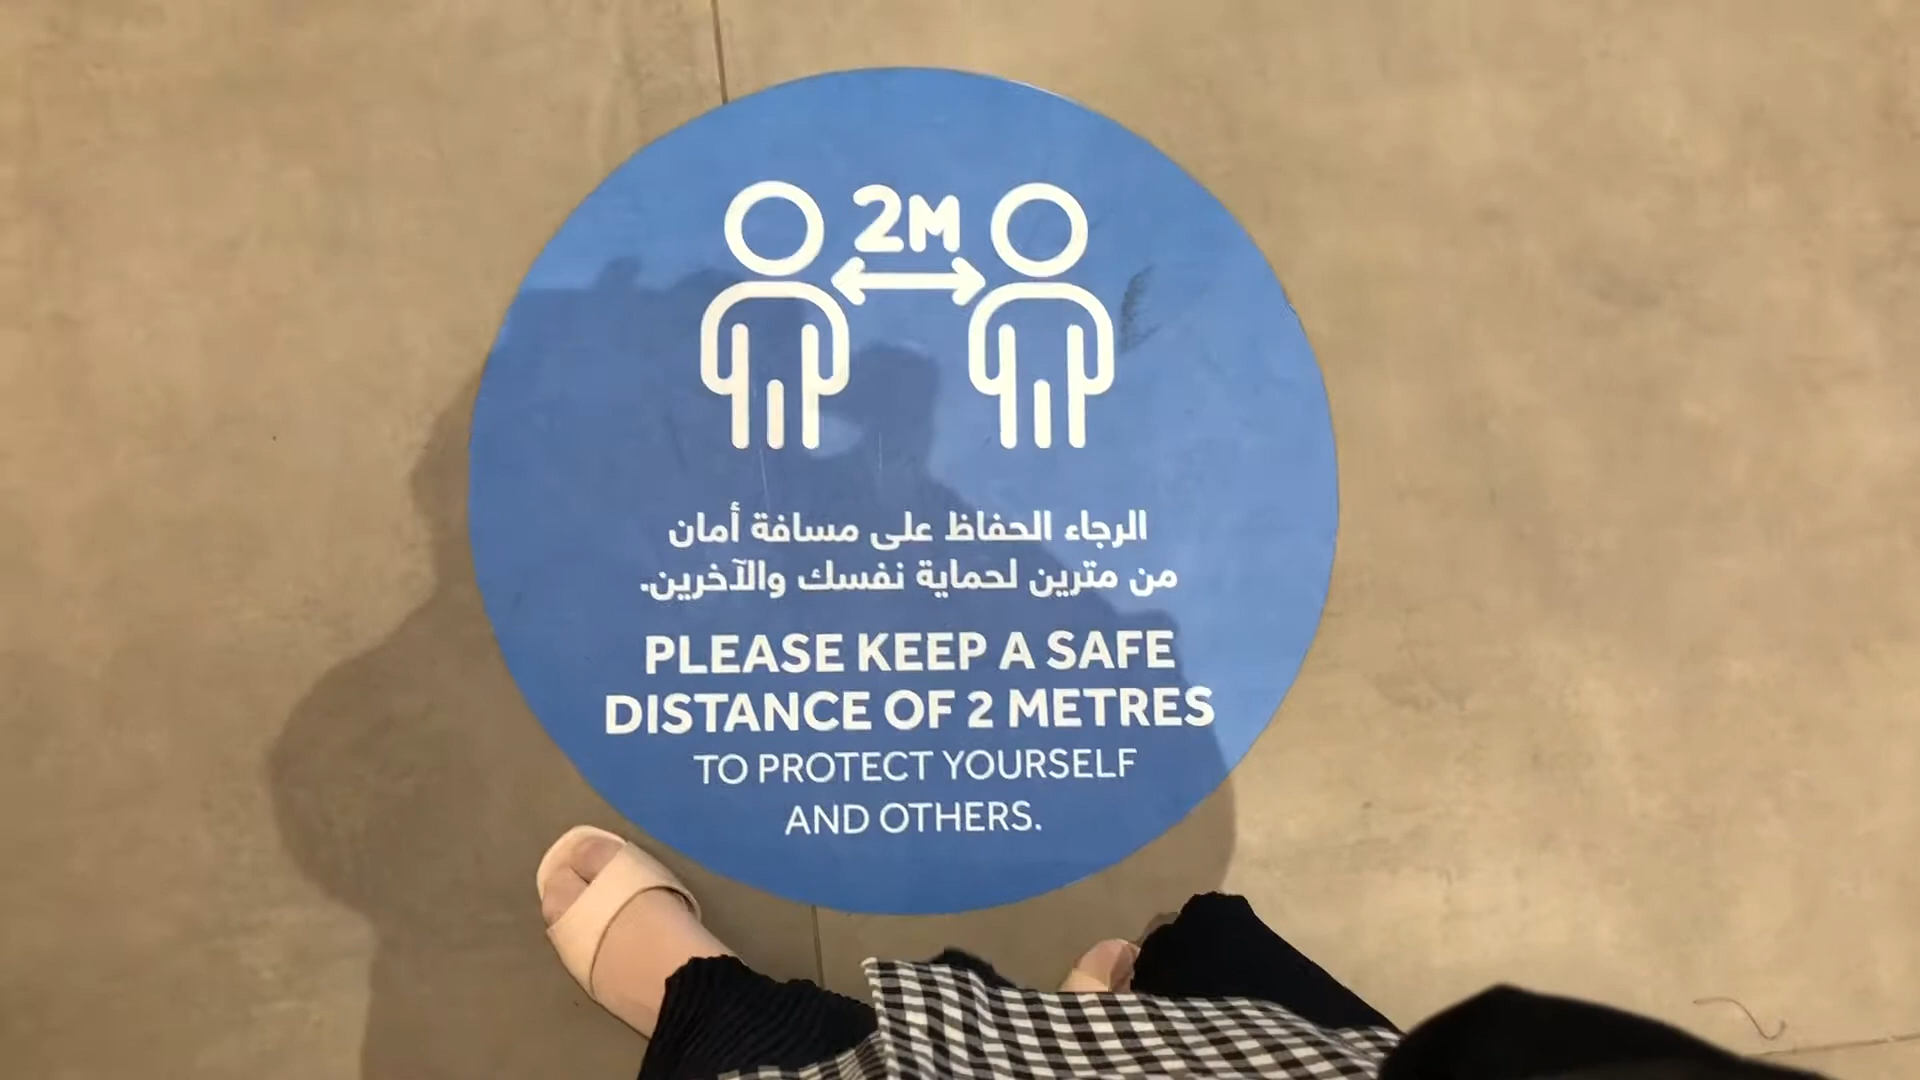 2M
الرجاء الحفاظ على مسافة أمان
من مترين لحماية نفسك والآخرين.
PLEASE KEEP A SAFE
DISTANCE OF 2 METRES
TO PROTECT YOURSELF
AND OTHERS.